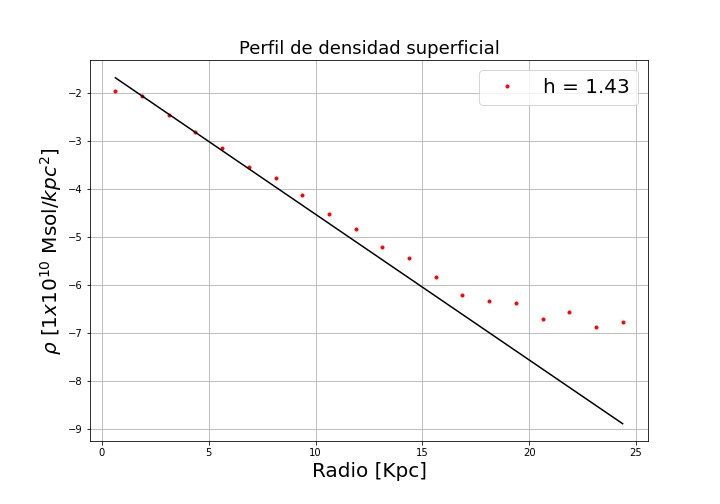 Perfil de densidad superficial
h = 1.43
ρ [1x10¹⁰ Msol/kpc²]
−2
−3
−4
−5
−6
−7
−8
−9
0 5 10 15 20 25
Radio [Kpc]